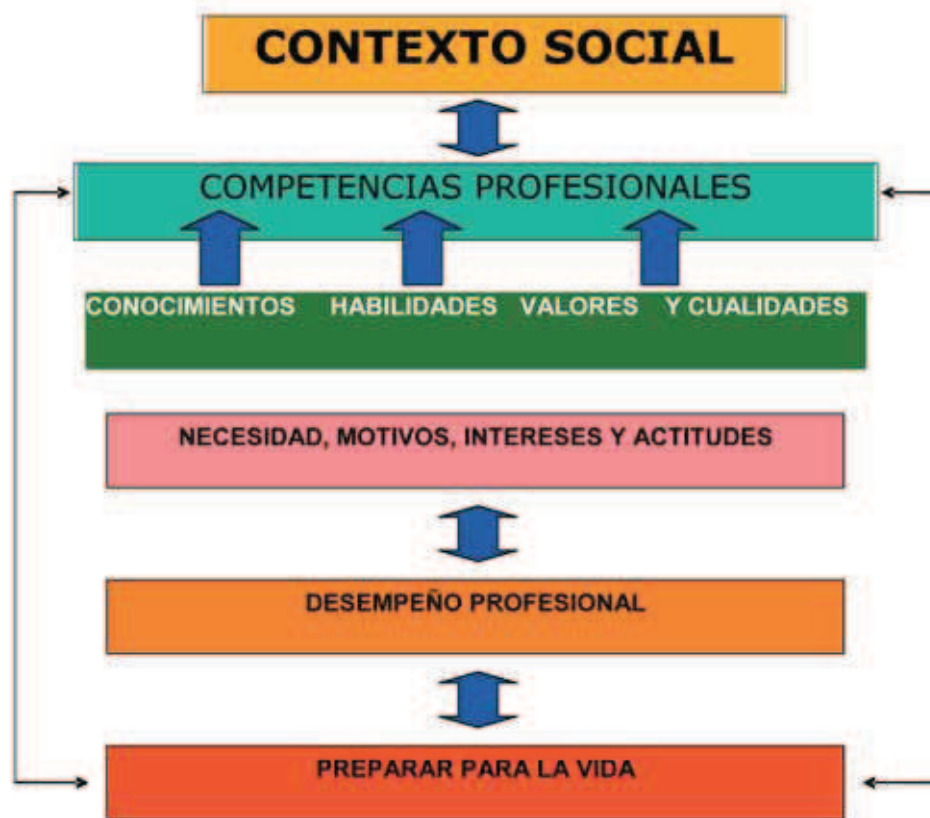 CONTEXTO SOCIAL
COMPETENCIAS PROFESIONALES
CONOCIMIENTOS HABILIDADES VALORES Y CUALIDADES
NECESIDAD, MOTIVOS, INTERESES Y ACTITUDES
DESEMPEÑO PROFESIONAL
PREPARAR PARA LA VIDA